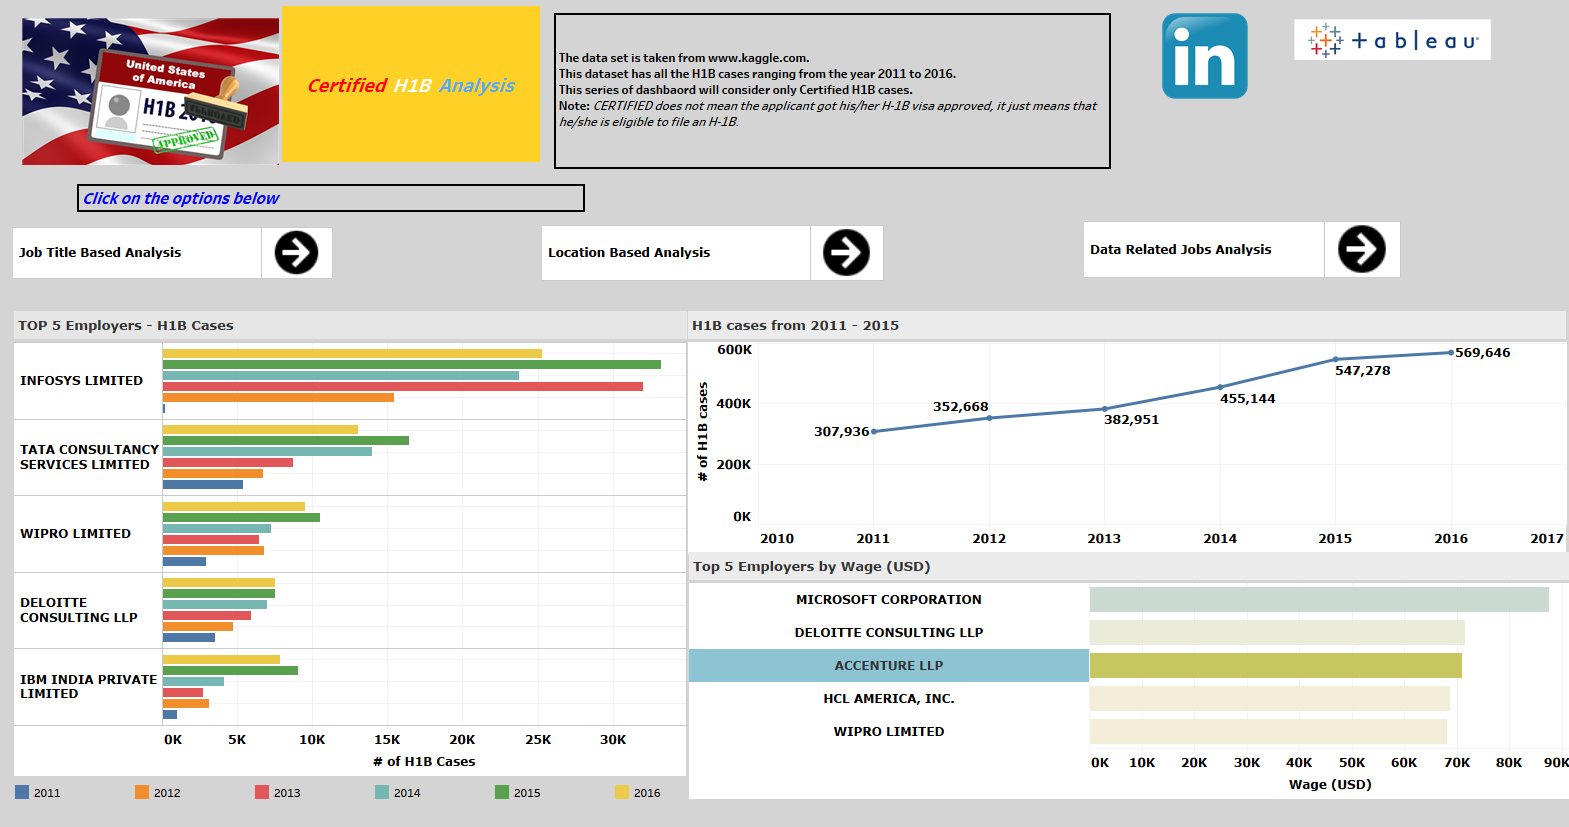 United States
of America
H1B
APPROVED
Certified H1B Analysis
The data set is taken from www.kaggle.com.
This dataset has all the H1B cases ranging from the year 2011 to 2016.
This series of dashbaord will consider only Certified H1B cases.
Note: CERTIFIED does not mean the applicant got his/her H-1B visa approved, it just means that
he/she is eligible to file an H-1B.
in
tableau
Click on the options below
Job Title Based Analysis
Location Based Analysis
Data Related Jobs Analysis
TOP 5 Employers - H1B Cases
INFOSYS LIMITED
TATA CONSULTANCY
SERVICES LIMITED
WIPRO LIMITED
DELOITTE
CONSULTING LLP
IBM INDIA PRIVATE
LIMITED
0K 5K 10K 15K 20K 25K 30K
# of H1B Cases
2011 2012 2013 2014 2015 2016
H1B cases from 2011 - 2015
# of H1B cases
600K
400K
200K
0K
307,936
352,668
382,951
455,144
547,278
569,646
2010 2011 2012 2013 2014 2015 2016 2017
Top 5 Employers by Wage (USD)
MICROSOFT CORPORATION
DELOITTE CONSULTING LLP
ACCENTURE LLP
HCL AMERICA, INC.
WIPRO LIMITED
0K 10K 20K 30K 40K 50K 60K 70K 80K 90K
Wage (USD)